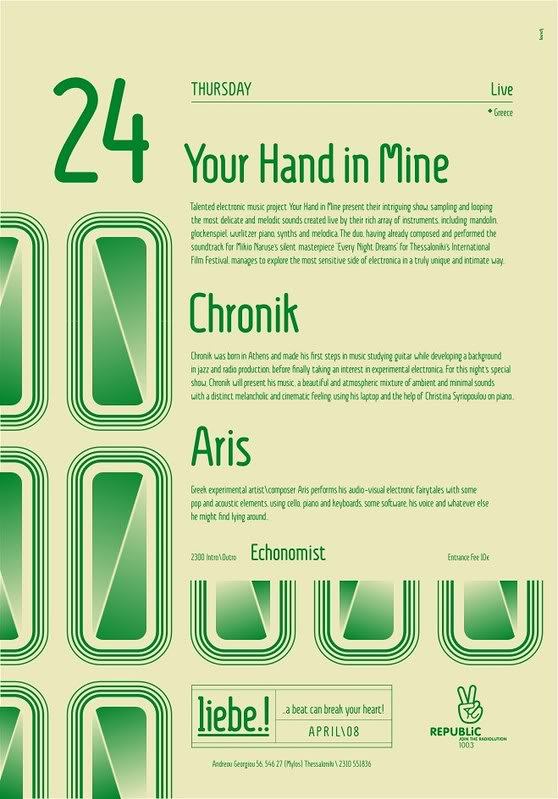 24
THURSDAY
Live
Greece
Your Hand in Mine
Talented electronic music project Your Hand in Mine present their intriguing show, sampling and looping
the most delicate and melodic sounds created live by their rich array of instruments, including mandolin,
glockenspiel, wurlitzer piano, synths and melodica. The duo, having already composed and performed the
soundtrack for Mikio Naruse's silent masterpiece 'Every Night Dreams' for Thessaloniki's International
Film Festival, manages to explore the most sensitive side of electronica in a truly unique and intimate way.
Chronik
Chronik was born in Athens and made his first steps in music studying guitar while developing a background
in jazz and radio production, before finally taking an interest in experimental electronica. For this night's special
show, Chronik will present his music, a beautiful and atmospheric mixture of ambient and minimal sounds
with a distinct melancholic and cinematic feeling, using his laptop and the help of Christina Syriopoulou on piano.
Aris
Greek experimental artist\composer Aris performs his audio-visual electronic fairytales with some
pop and acoustic elements, using cello, piano and keyboards, some software, his voice and whatever else
he might find lying around.
2300 Intro\Outro
Echonomist
Entrance Fee 10€
liebe.!
..a beat can break your heart!
APRIL\08
REPUBLiC
JOIN THE RADIOLUTION
100.3
Andreou Georgiou 56, 546 27 (Mylos) Thessaloniki \ 2310 551836